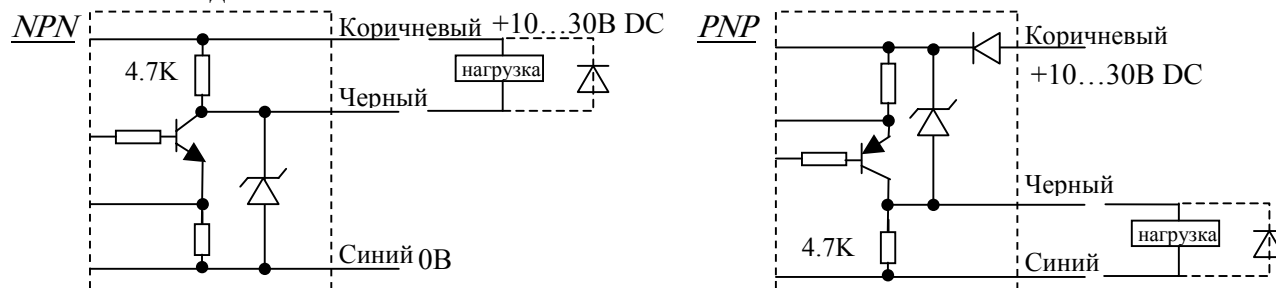 NPN
Коричневый +10...30В DC
4.7K
нагрузка
Черный
Синий 0В
PNP
Коричневый
+10...30В DC
Черный
нагрузка
4.7K
Синий